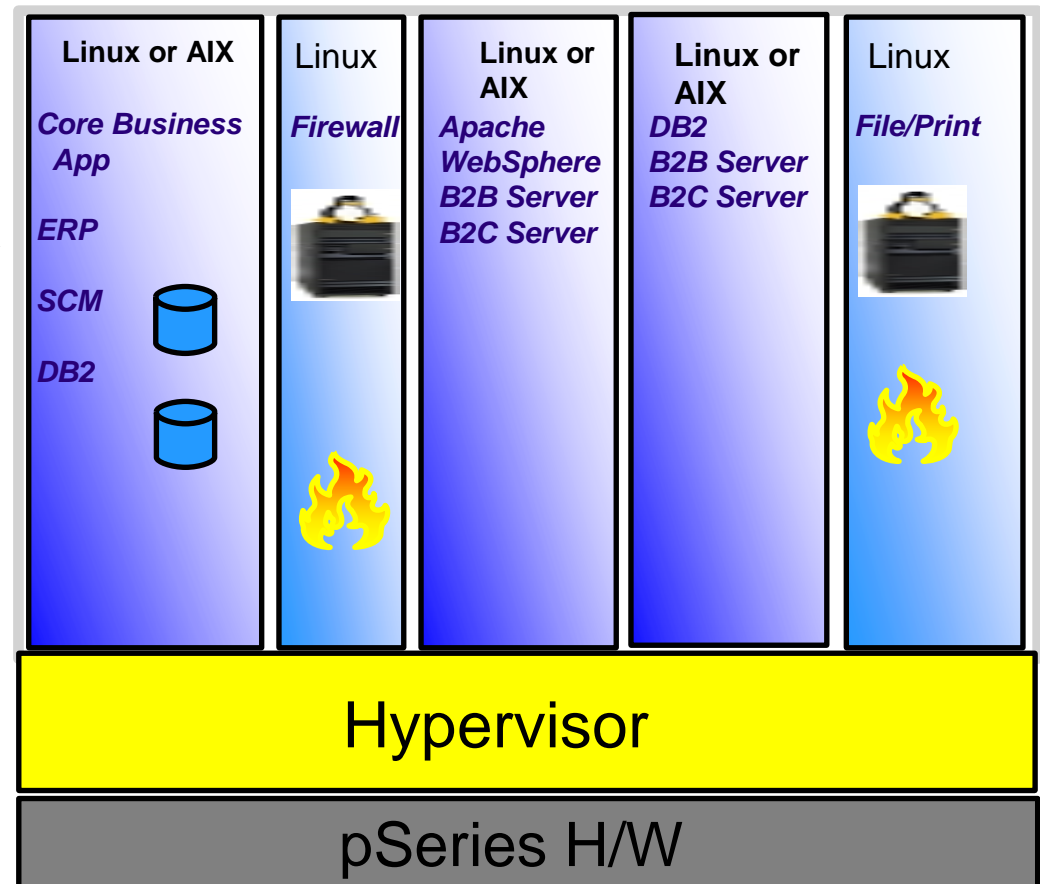 Linux or AIX
Core Business
App
ERP
SCM
DB2
Linux
Firewall
Linux or
AIX
Apache
WebSphere
B2B Server
B2C Server
Linux or
AIX
DB2
B2B Server
B2C Server
Linux
File/Print
Hypervisor
pSeries H/W